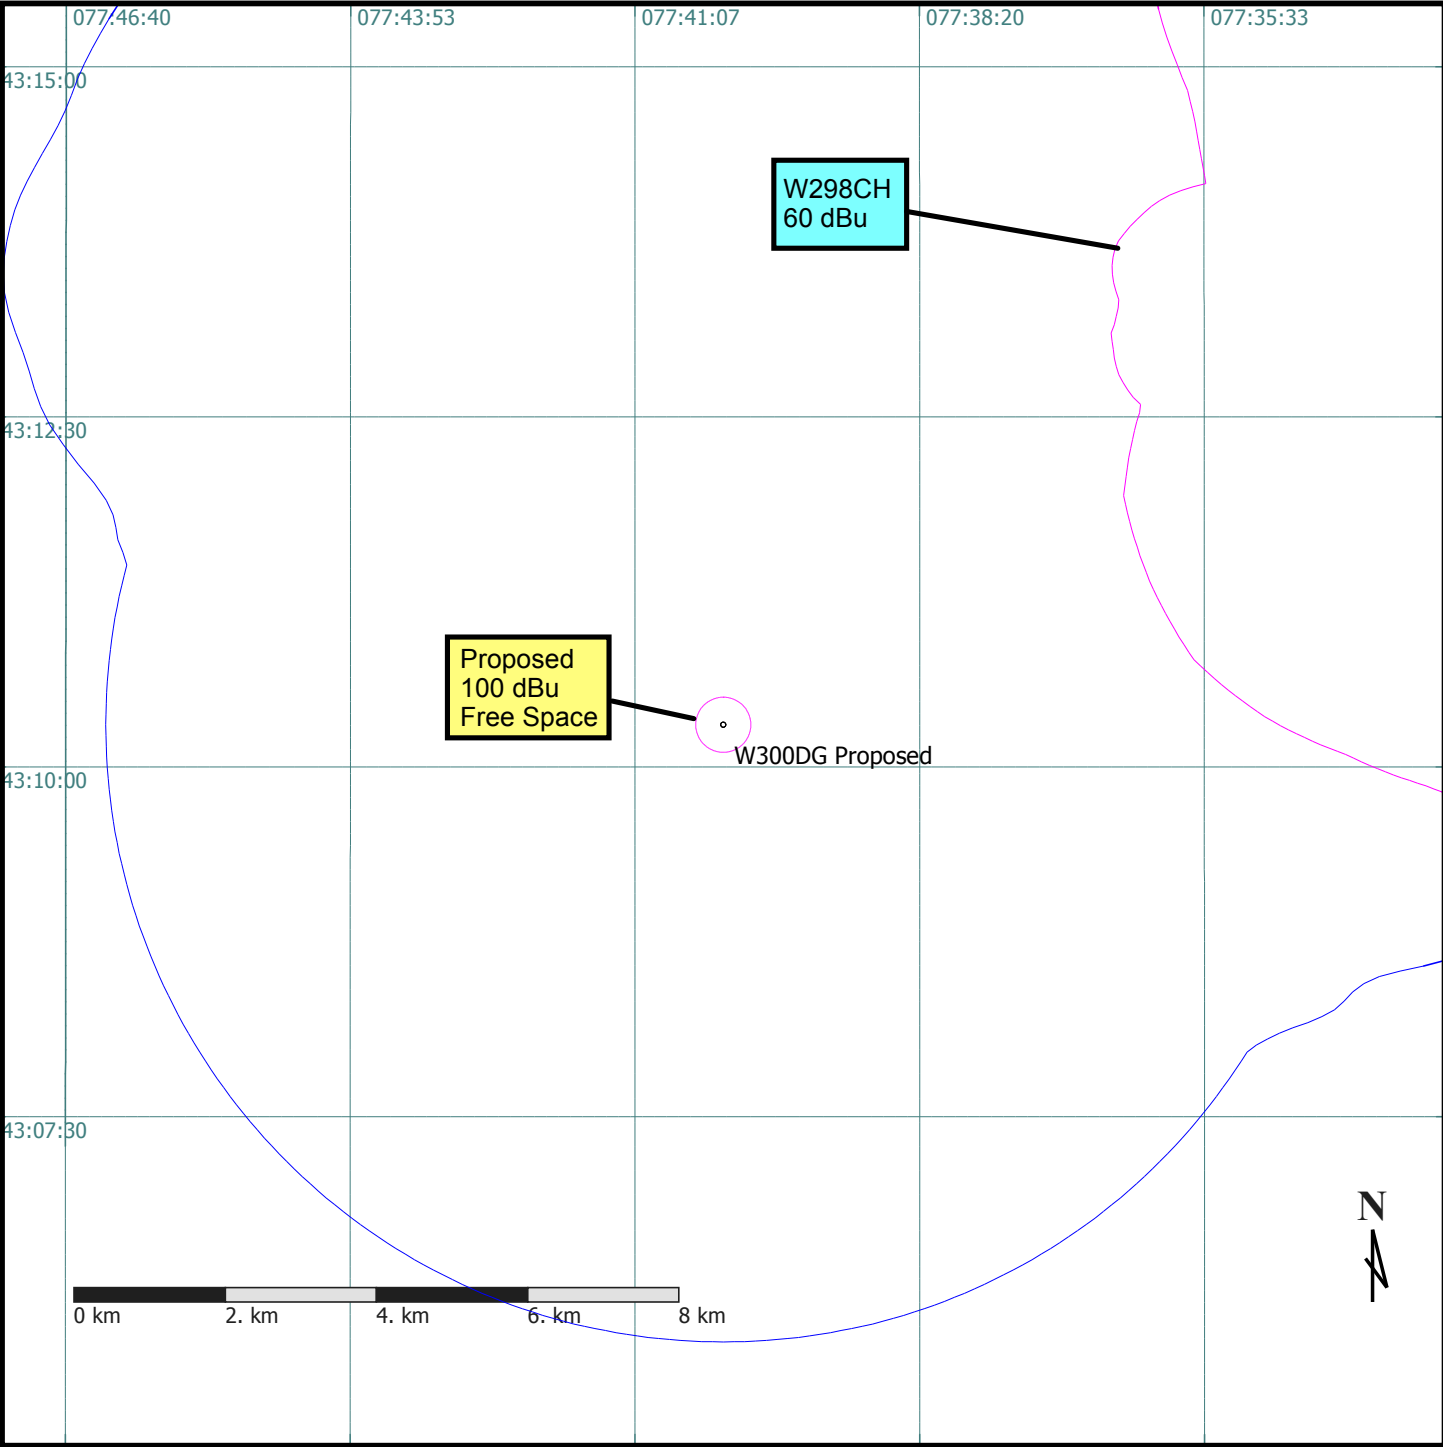 077:46:40
077:43:53
077:41:07
077:38:20
077:35:33
43:15:00
W298CH
60 dBu
43:12:30
Proposed
100 dBu
Free Space
W300DG Proposed
43:10:00
43:07:30
N
0 km
2. km
4. km
6. km
8 km